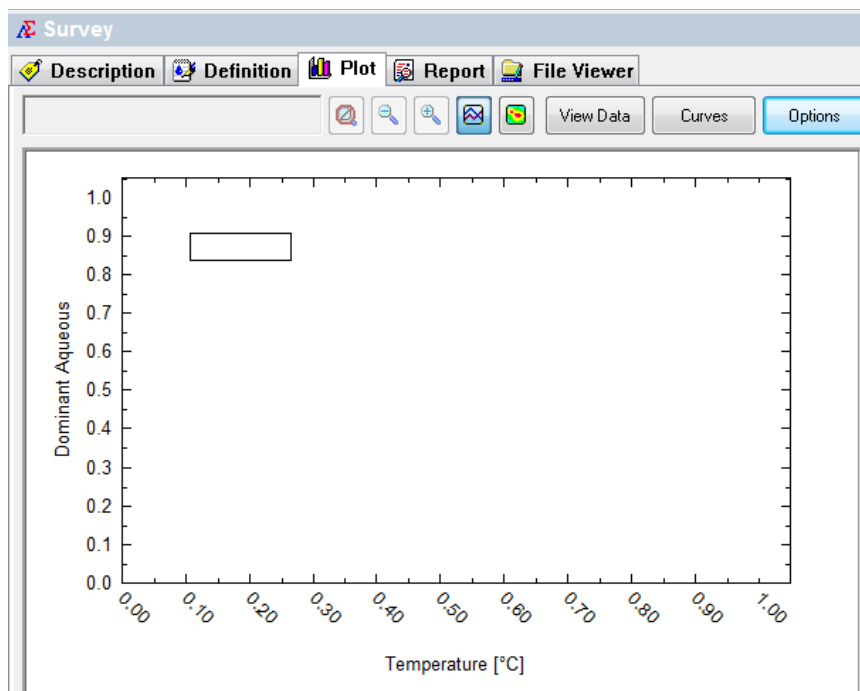 Survey
Description Definition Plot Report File Viewer
View Data Curves Options
1.0
0.9
0.8
0.7
0.6
0.5
0.4
0.3
0.2
0.1
0.0
Dominant Aqueous
0.00 0.10 0.20 0.30 0.40 0.50 0.60 0.70 0.80 0.90 1.00
Temperature [°C]